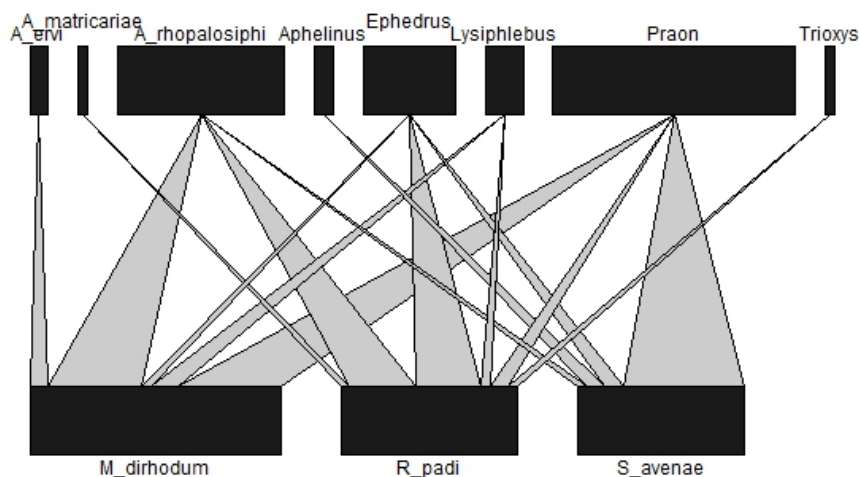 A_matricariae
Ephedrus
A_ervi
A_rhopalosiphi
Aphelinus
Lysiphlebus
Praon
Trioxys
M_dirhodum
R_padi
S_avenae